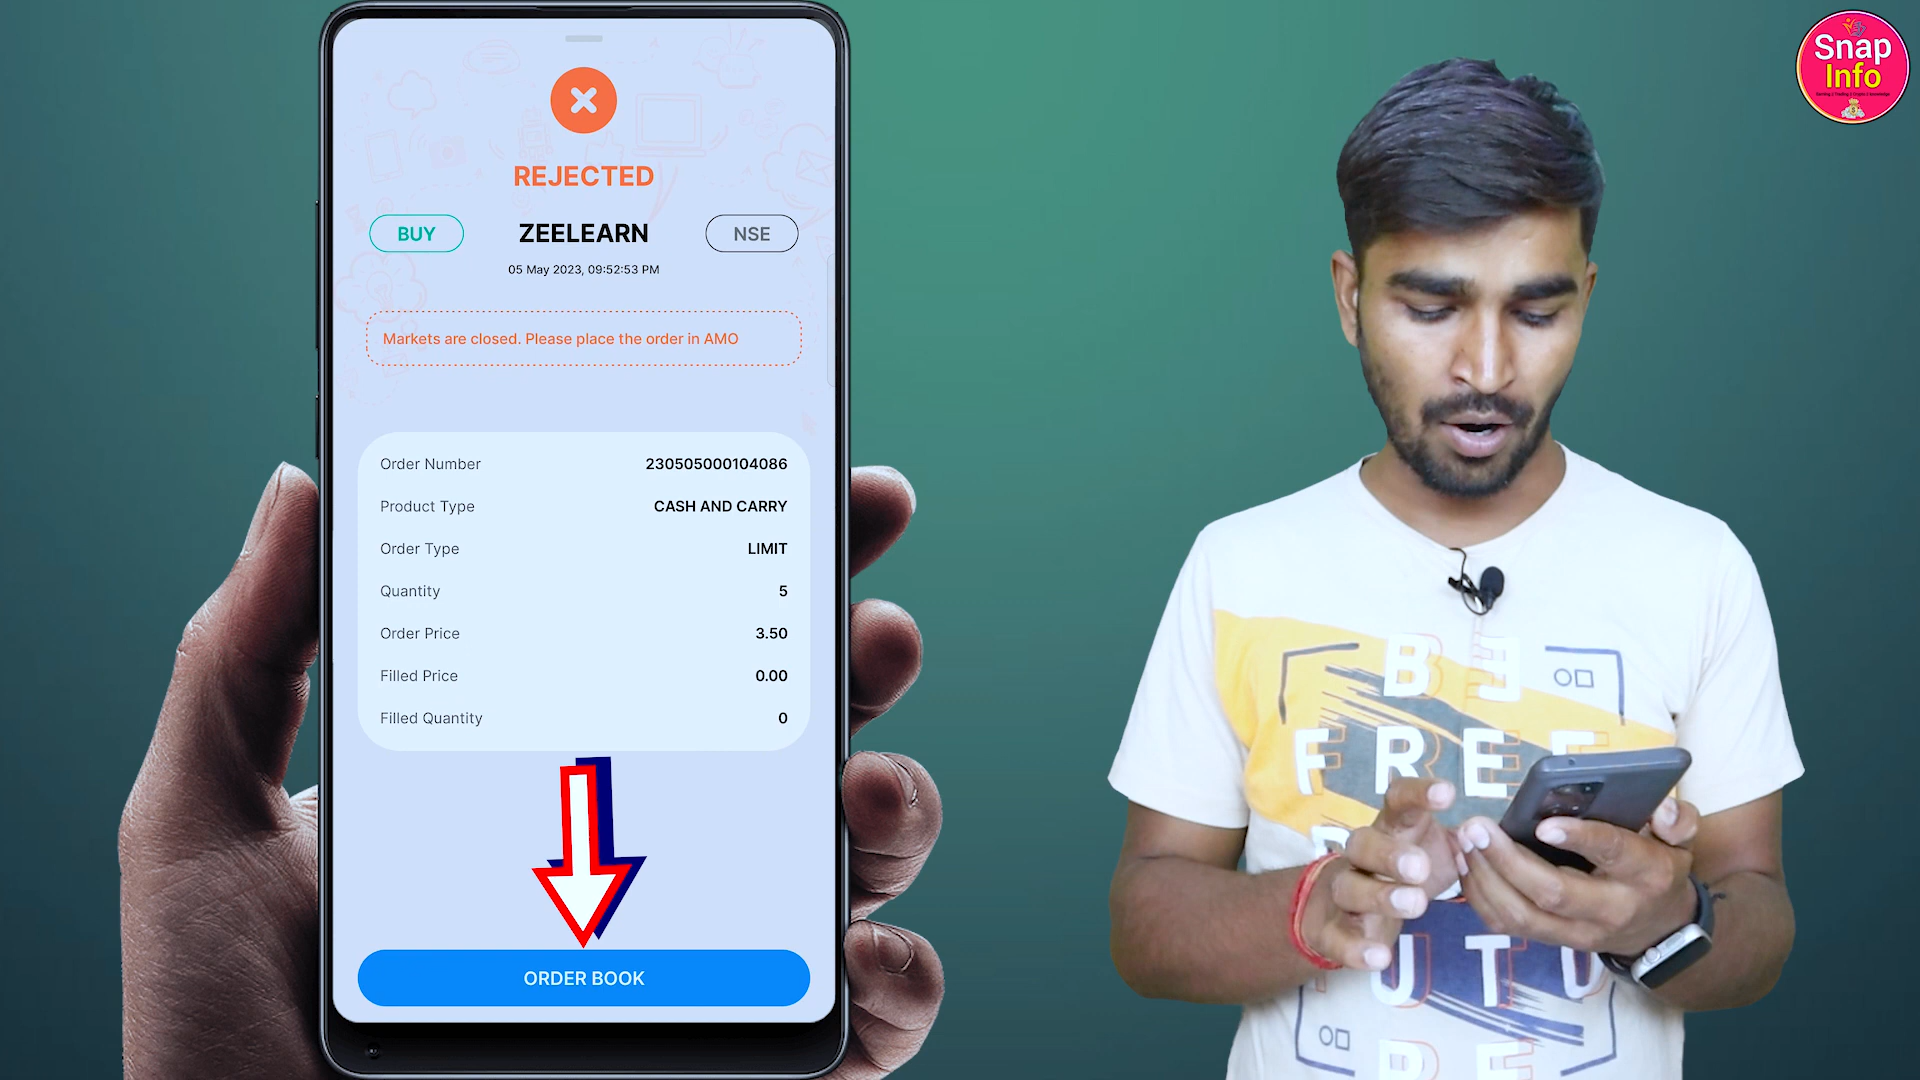 REJECTED
BUY
ZEELEARN
NSE
05 May 2023, 09:52:53 PM
Markets are closed. Please place the order in AMO
Order Number 230505000104086
Product Type CASH AND CARRY
Order Type LIMIT
Quantity 5
Order Price 3.50
Filled Price 0.00
Filled Quantity 0
ORDER BOOK
Snap
Info